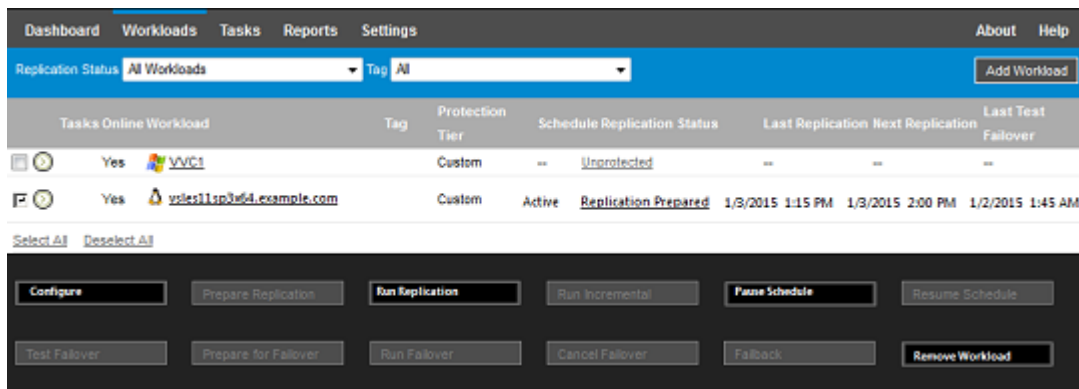 Dashboard Workloads Tasks Reports Settings About Help
Replication Status All Workloads Tag All Add Workload
Tasks Online Workload Tag Protection Tier Schedule Replication Status Last Replication Next Replication Last Test Failover
Yes VVC1 Custom -- Unprotected -- -- --
Yes vsles11sp3x64.example.com Custom Active Replication Prepared 1/3/2015 1:15 PM 1/3/2015 2:00 PM 1/2/2015 1:45 AM
Select All Deselect All
Configure Prepare Replication Run Replication Run Incremental Pause Schedule Resume Schedule
Test Failover Prepare for Failover Run Failover Cancel Failover Failback Remove Workload